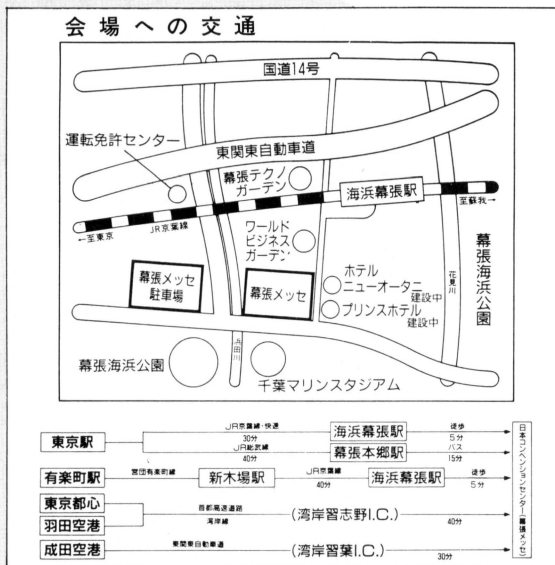 会場への交通
国道14号
運転免許センター
東関東自動車道
幕張テクノ
ガーデン
海浜幕張駅
←至東京
JR京葉線
至蘇我→
ワールド
ビジネス
ガーデン
幕張海浜公園
花見川
幕張メッセ
駐車場
幕張メッセ
ホテル
ニューオータニ
建設中
プリンスホテル
建設中
幕張海浜公園
千葉マリンスタジアム
東京駅
JR京葉線・快速
30分
海浜幕張駅
徒歩
5分
JR総武線
40分
幕張本郷駅
バス
15分
有楽町駅
営団有楽町線
新木場駅
JR京葉線
40分
海浜幕張駅
徒歩
5分
東京都心
羽田空港
首都高速道路
湾岸線
(湾岸習志野I.C.)
40分
成田空港
東関東自動車道
(湾岸習葉I.C.)
30分
日本コンベンションセンター(幕張メッセ)